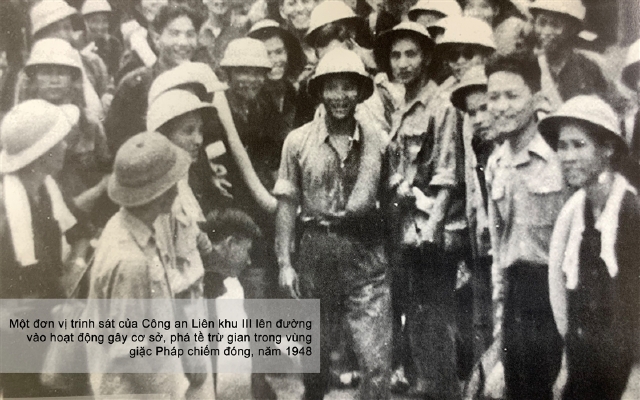 Một đơn vị trinh sát của Công an Liên khu III lên đường
vào hoạt động gây cơ sở, phá tề trừ gian trong vùng
giặc Pháp chiếm đóng, năm 1948